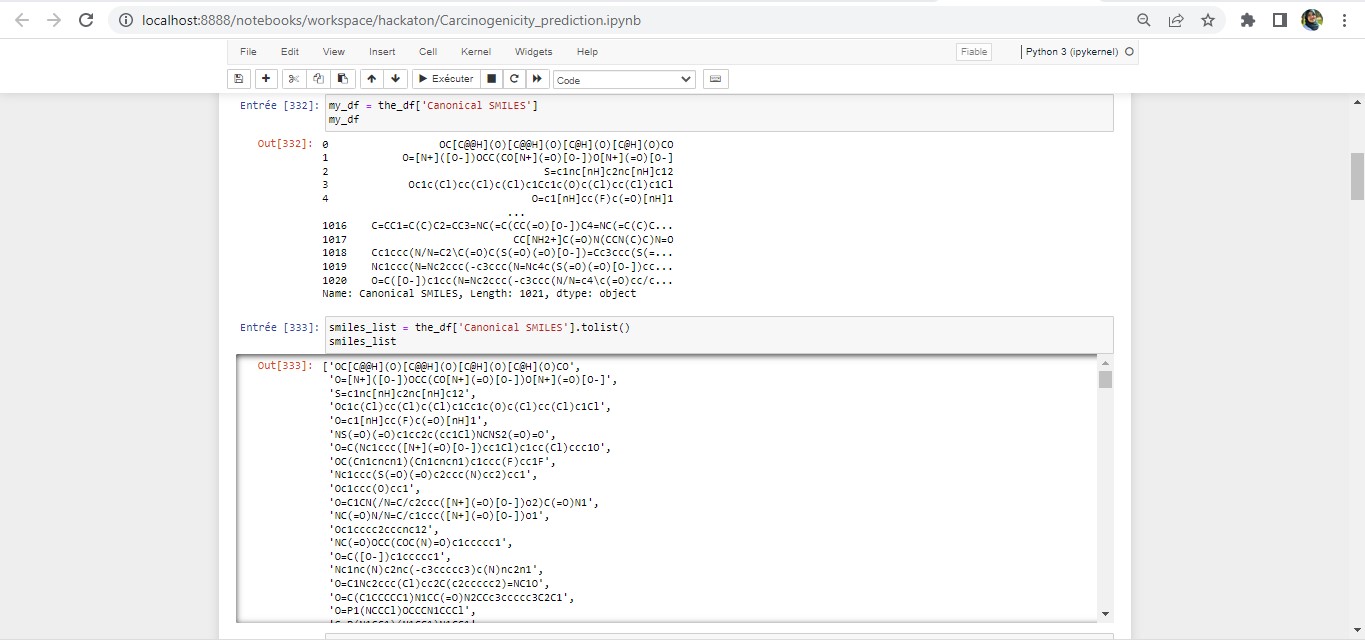 localhost:8888/notebooks/workspace/hackaton/Carcinogenicity_prediction.ipynb
File Edit View Insert Cell Kernel Widgets Help Fiable Python 3 (ipykernel)
Exécuter Code
Entrée [332]: my_df = the_df['Canonical SMILES']
my_df
Out[332]: 0 OC[C@@H](O)[C@@H](O)[C@H](O)[C@H](O)CO
1 O=[N+]([O-])OCC(CO[N+](=O)[O-])O[N+](=O)[O-]
2 S=c1nc[nH]c2nc[nH]c12
3 Oc1c(Cl)cc(Cl)c(Cl)c1Cc1c(O)c(Cl)cc(Cl)c1Cl
4 O=c1[nH]cc(F)c(=O)[nH]1
...
1016 C=CC1=C(C)C2=CC3=NC(=C(CC(=O)[O-])C4=NC(=C(C)C...
1017 CC[NH2+]C(=O)N(CCN(C)C)N=O
1018 Cc1ccc(N/N=C2\C(=O)C(S(=O)(=O)[O-])=Cc3ccc(S(=...
1019 Nc1ccc(N=Nc2ccc(-c3ccc(N=Nc4c(S(=O)(=O)[O-])cc...
1020 O=C([O-])c1cc(N=Nc2ccc(-c3ccc(N/N=c4\c(=O)cc/c...
Name: Canonical SMILES, Length: 1021, dtype: object
Entrée [333]: smiles_list = the_df['Canonical SMILES'].tolist()
smiles_list
Out[333]: ['OC[C@@H](O)[C@@H](O)[C@H](O)[C@H](O)CO',
'O=[N+]([O-])OCC(CO[N+](=O)[O-])O[N+](=O)[O-]',
'S=c1nc[nH]c2nc[nH]c12',
'Oc1c(Cl)cc(Cl)c(Cl)c1Cc1c(O)c(Cl)cc(Cl)c1Cl',
'O=c1[nH]cc(F)c(=O)[nH]1',
'NS(=O)(=O)c1cc2c(cc1Cl)NCNS2(=O)=O',
'O=C(Nc1ccc([N+](=O)[O-])cc1Cl)c1cc(Cl)ccc1O',
'OC(Cn1cncn1)(Cn1cncn1)c1ccc(F)cc1F',
'Nc1ccc(S(=O)(=O)c2ccc(N)cc2)cc1',
'Oc1ccc(O)cc1',
'O=C1CN(/N=C/c2ccc([N+](=O)[O-])o2)C(=O)N1',
'NC(=O)N/N=C/c1ccc([N+](=O)[O-])o1',
'Oc1cccc2cccnc12',
'NC(=O)OCC(COC(N)=O)c1ccccc1',
'O=C([O-])c1ccccc1',
'Nc1nc(N)c2nc(-c3ccccc3)c(N)nc2n1',
'O=C1Nc2ccc(Cl)cc2C(c2ccccc2)=NC1O',
'O=C(C1CCCCC1)N1CC(=O)N2CCc3ccccc3C2C1',
'O=P1(NCCCl)OCCCN1CCCl',